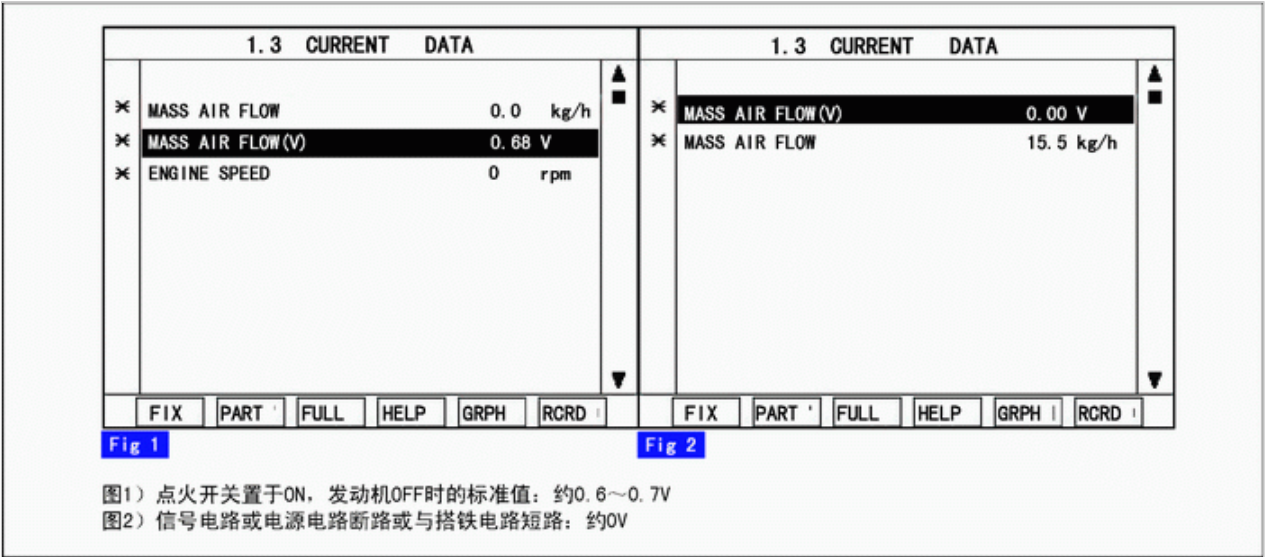 1.3 CURRENT DATA
* MASS AIR FLOW 0.0 kg/h
* MASS AIR FLOW(V) 0.68 V
* ENGINE SPEED 0 rpm
FIX PART FULL HELP GRPH RCRD
Fig 1
1.3 CURRENT DATA
* MASS AIR FLOW(V) 0.00 V
* MASS AIR FLOW 15.5 kg/h
FIX PART FULL HELP GRPH RCRD
Fig 2
图1）点火开关置于ON，发动机OFF时的标准值：约0.6～0.7V
图2）信号电路或电源电路断路或与搭铁电路短路：约0V